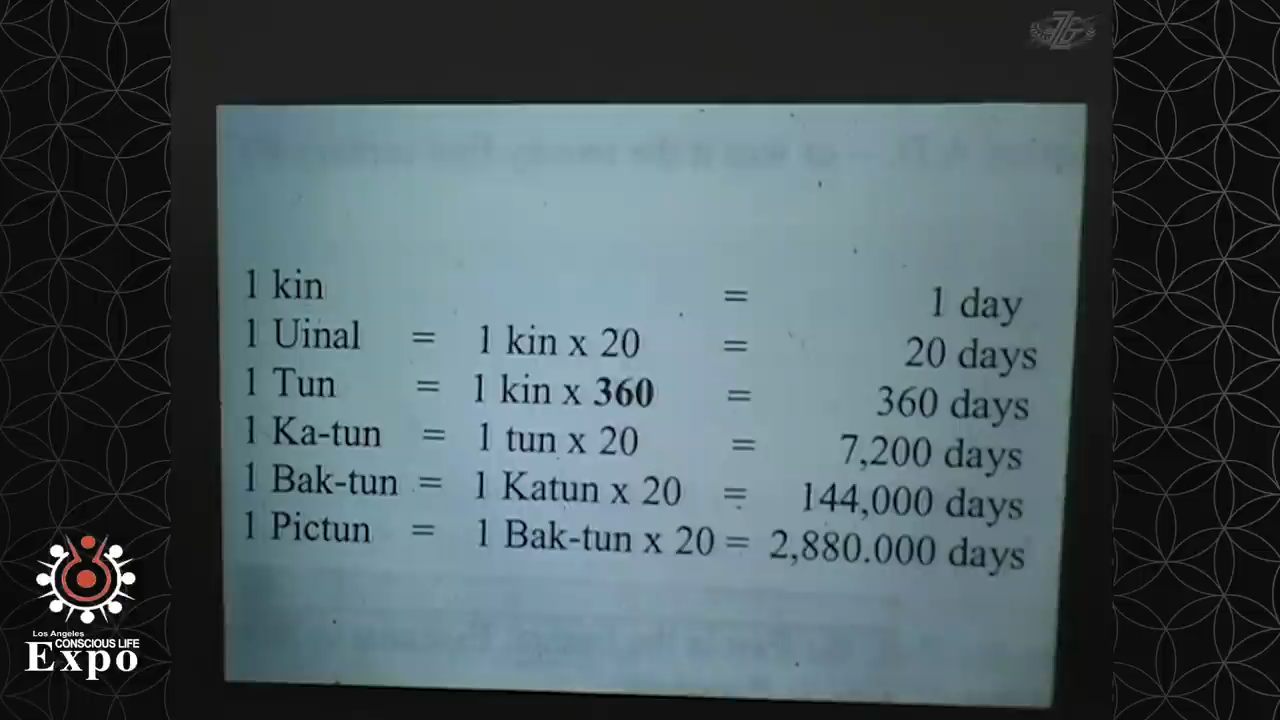 1 kin = 1 day
1 Uinal = 1 kin x 20 = 20 days
1 Tun = 1 kin x 360 = 360 days
1 Ka-tun = 1 tun x 20 = 7,200 days
1 Bak-tun = 1 Katun x 20 = 144,000 days
1 Pictun = 1 Bak-tun x 20 = 2,880.000 days
Los Angeles
CONSCIOUS LIFE
Expo